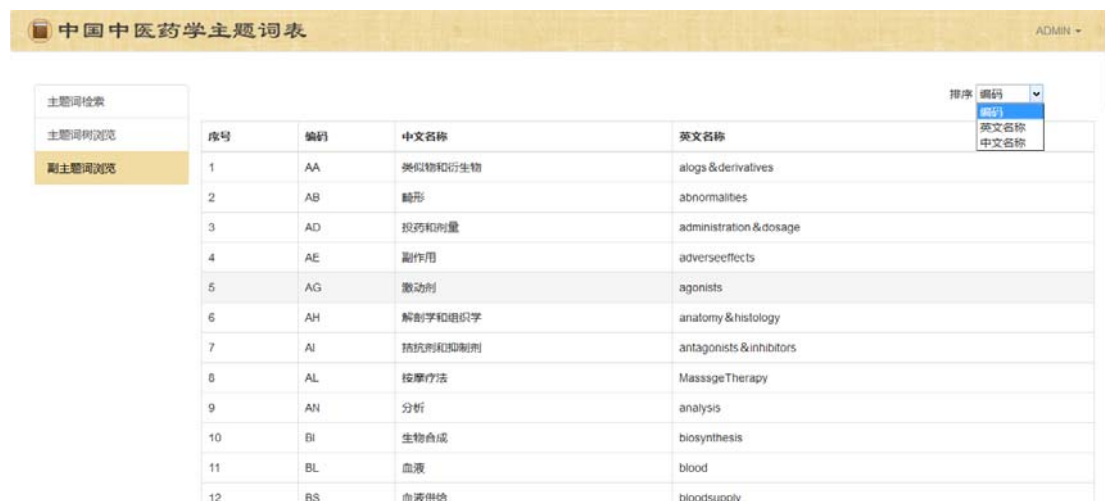 中国中医药学主题词表
ADMIN
主题词检索
主题词树浏览
副主题词浏览
排序 编码
编码
英文名称
中文名称
序号 编码 中文名称 英文名称
1 AA 类似物和衍生物 alogs&derivatives
2 AB 畸形 abnormalities
3 AD 投药和剂量 administration&dosage
4 AE 副作用 adverseeffects
5 AG 激动剂 agonists
6 AH 解剖学和组织学 anatomy&histology
7 AI 拮抗剂和抑制剂 antagonists&inhibitors
8 AL 按摩疗法 MasssgeTherapy
9 AN 分析 analysis
10 BI 生物合成 biosynthesis
11 BL 血液 blood
12 BS 血液供给 bloodsupply